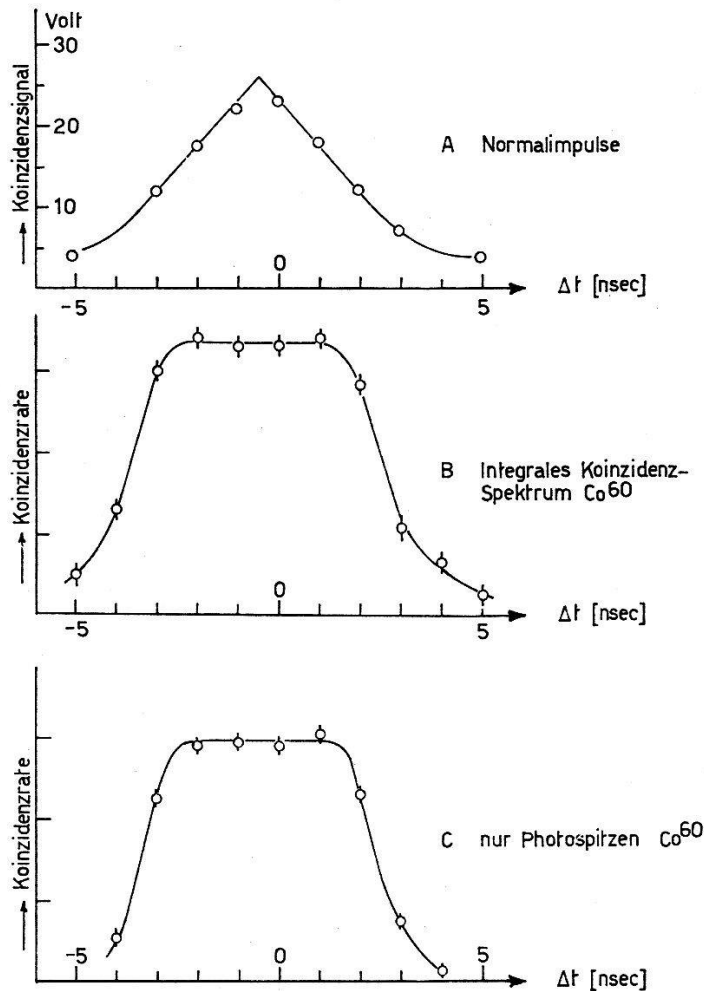 Volt
30
20
10
→ Koinzidenzsignal
A Normalimpulse
0
-5
5
Δt [nsec]
→ Koinzidenzrate
B Integrales Koinzidenz-
Spektrum Co⁶⁰
0
-5
5
Δt [nsec]
→ Koinzidenzrate
C nur Photospitzen Co⁶⁰
-5
0
5
Δt [nsec]